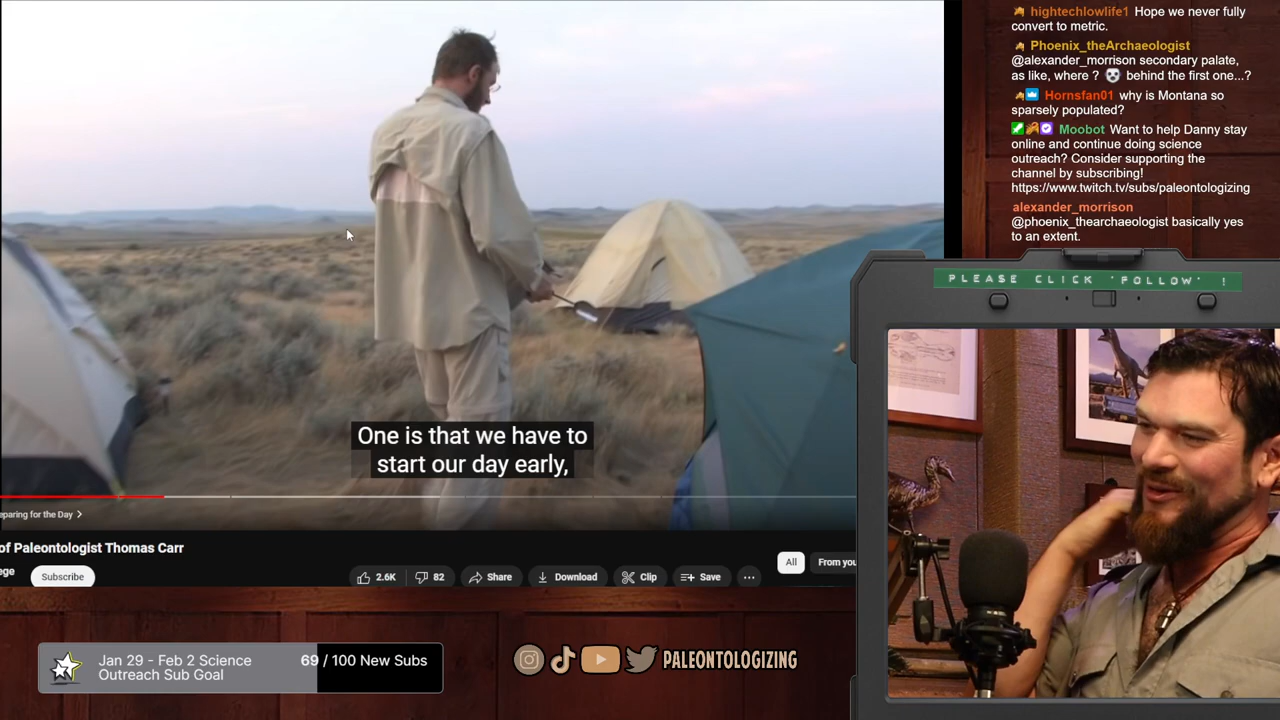 hightechlowlife1 Hope we never fully
convert to metric.
Phoenix_theArchaeologist
@alexander_morrison secondary palate,
as like, where ? behind the first one...?
Hornsfan01 why is Montana so
sparsely populated?
Moobot Want to help Danny stay
online and continue doing science
outreach? Consider supporting the
channel by subscribing!
https://www.twitch.tv/subs/paleontologizing
alexander_morrison
@phoenix_thearchaeologist basically yes
to an extent.
PLEASE CLICK "FOLLOW" !
One is that we have to
start our day early,
eparing for the Day >
of Paleontologist Thomas Carr
ege
Subscribe
2.6K
82
Share
Download
Clip
Save
...
All
From you
Jan 29 - Feb 2 Science
Outreach Sub Goal
69 / 100 New Subs
PALEONTOLOGIZING